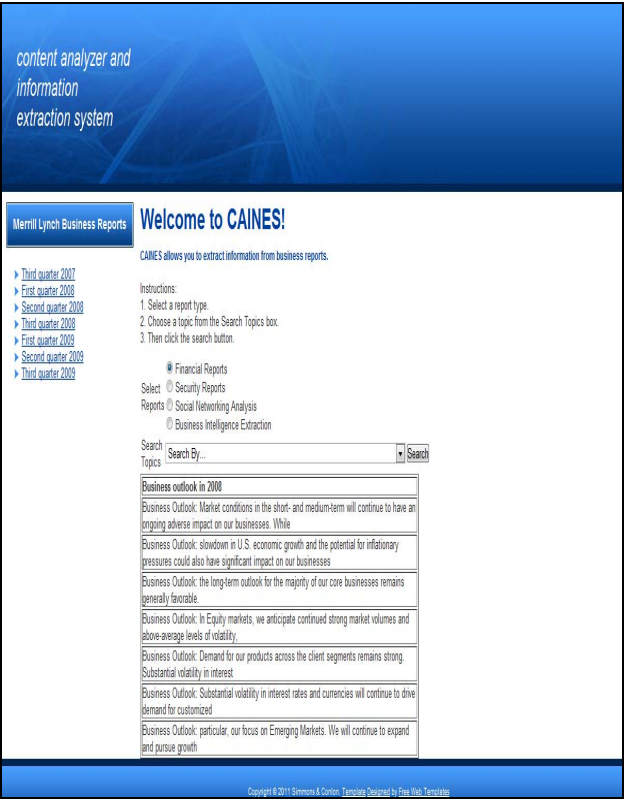 content analyzer and
information
extraction system
Merrill Lynch Business Reports
Third quarter 2007
First quarter 2008
Second quarter 2008
Third quarter 2008
First quarter 2009
Second quarter 2009
Third quarter 2009
Welcome to CAINES!
CAINES allows you to extract information from business reports.
Instructions:
1. Select a report type.
2. Choose a topic from the Search Topics box.
3. Then click the search button.
Select Reports
Financial Reports
Security Reports
Social Networking Analysis
Business Intelligence Extraction
Search Topics
Search By...
Search
Business outlook in 2008
Business Outlook: Market conditions in the short- and medium-term will continue to have an
ongoing adverse impact on our businesses. While
Business Outlook: slowdown in U.S. economic growth and the potential for inflationary
pressures could also have significant impact on our businesses
Business Outlook: the long-term outlook for the majority of our core businesses remains
generally favorable.
Business Outlook: In Equity markets, we anticipate continued strong market volumes and
above-average levels of volatility,
Business Outlook: Demand for our products across the client segments remains strong.
Substantial volatility in interest
Business Outlook: Substantial volatility in interest rates and currencies will continue to drive
demand for customized
Business Outlook: particular, our focus on Emerging Markets. We will continue to expand
and pursue growth
Copyright © 2011 Simmons & Conlon. Template Designed by Free Web Templates